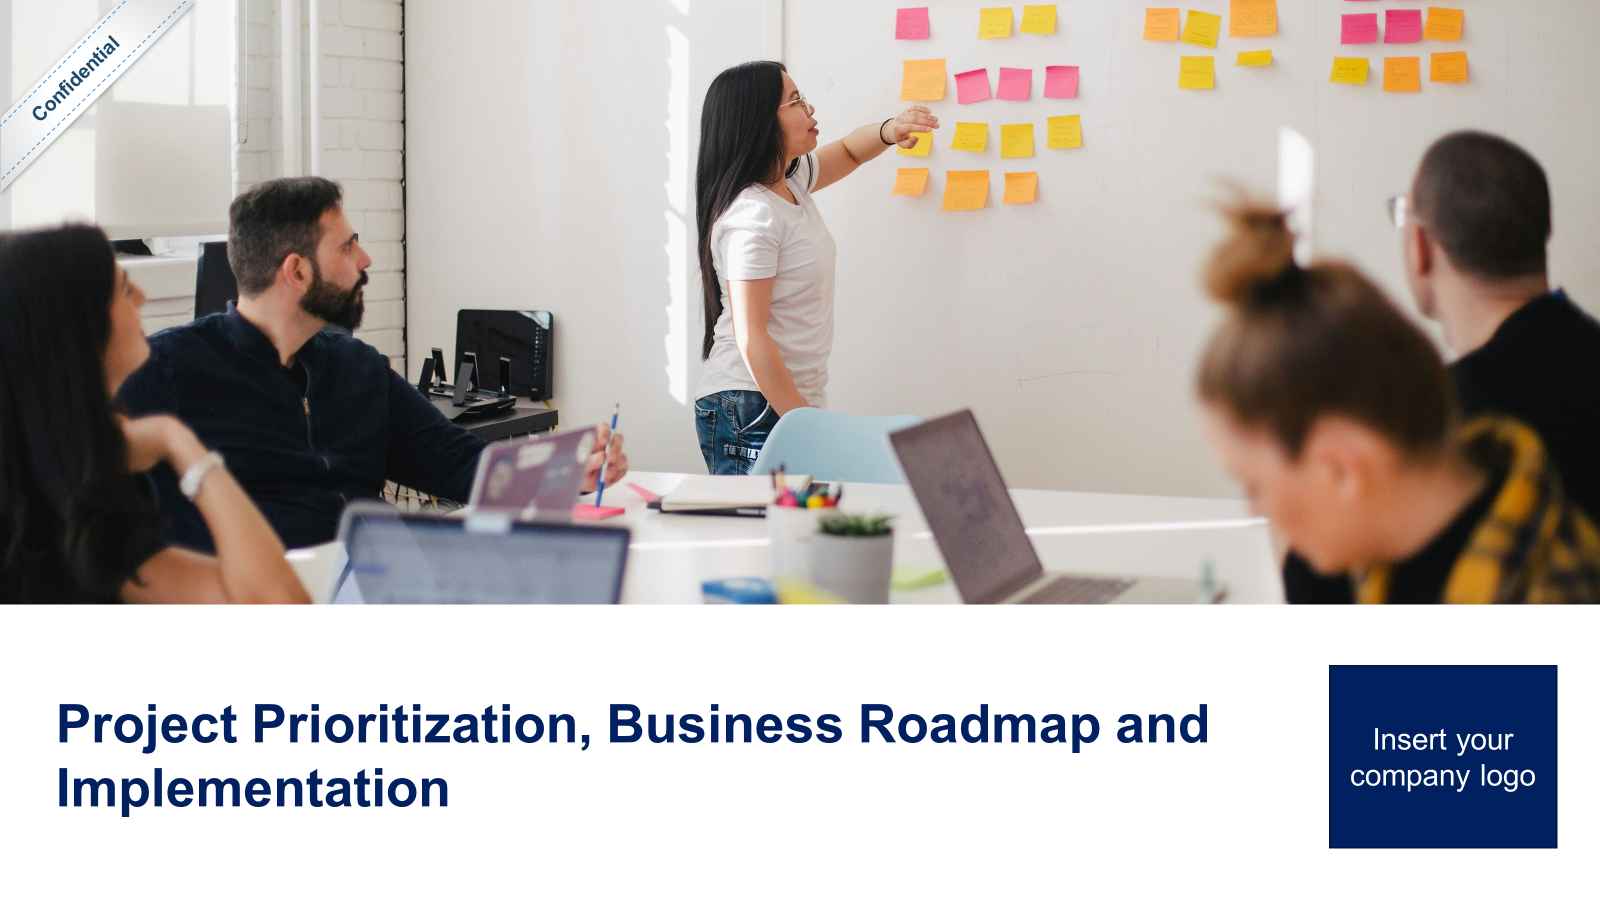 Confidential
Project Prioritization, Business Roadmap and
Implementation
Insert your
company logo